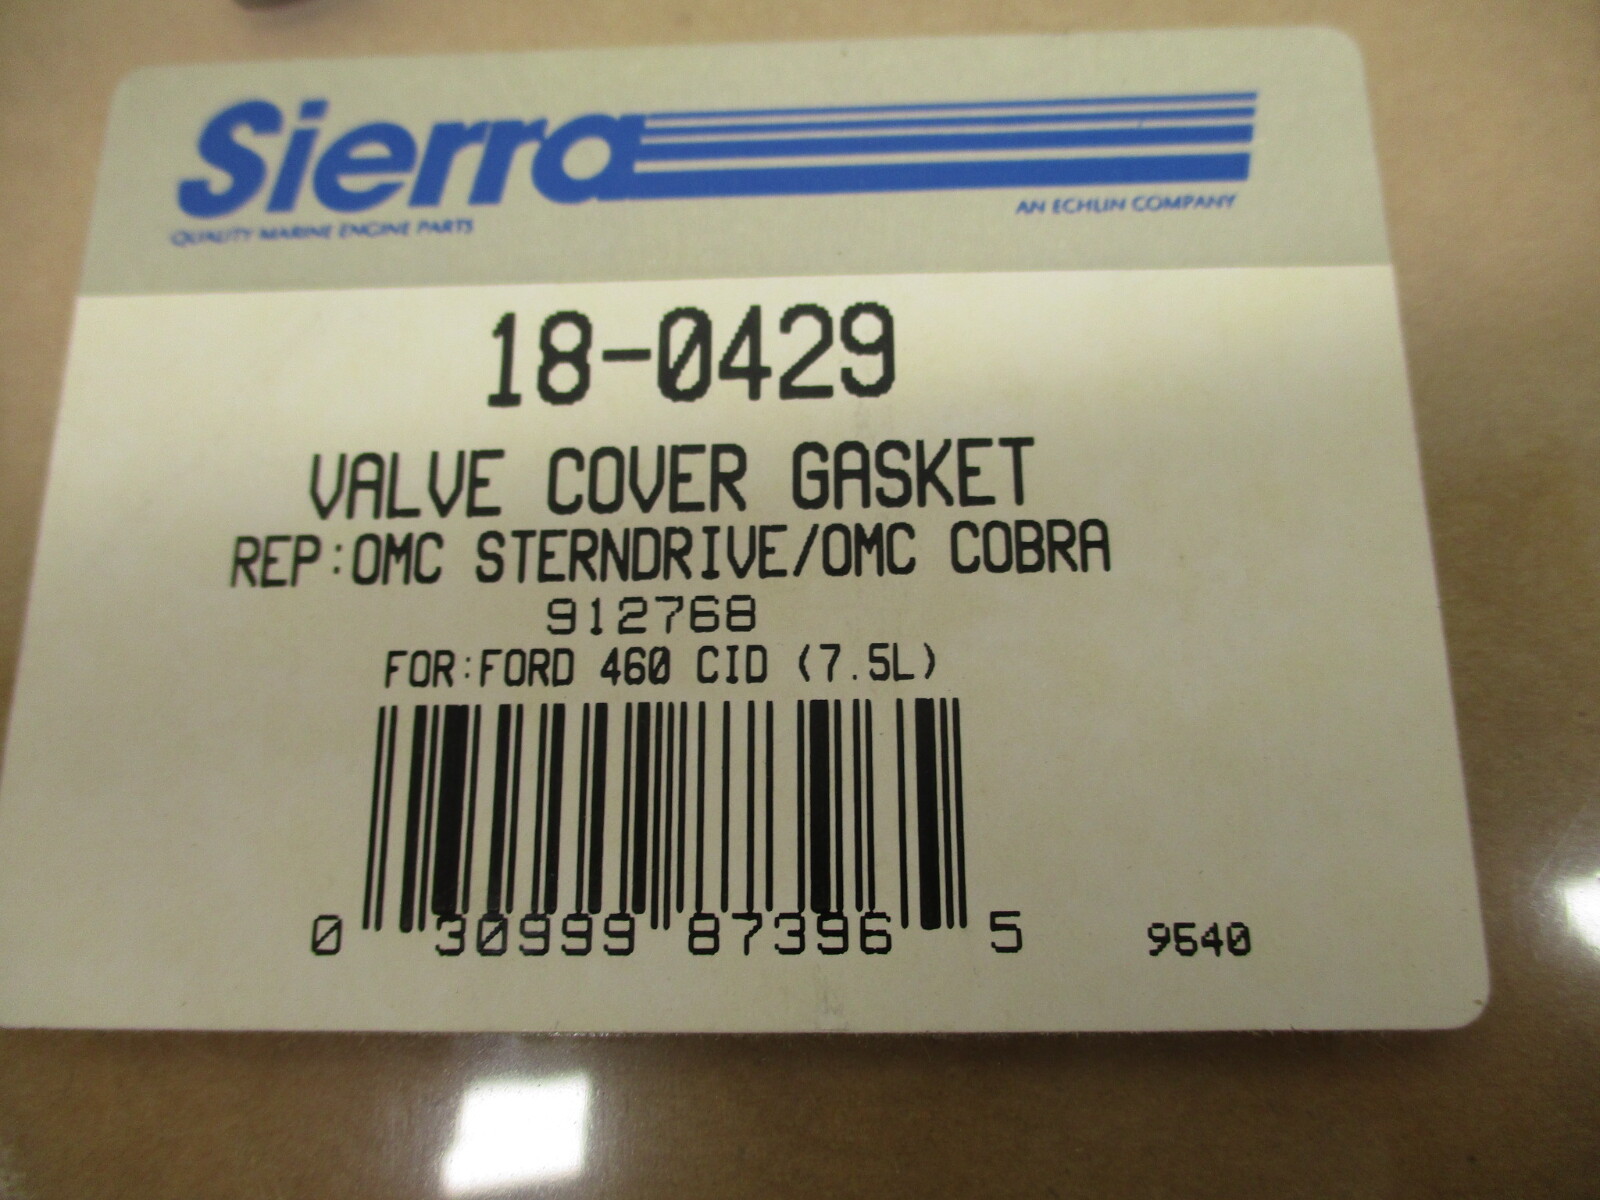 Sierra
QUALITY MARINE ENGINE PARTS
AN ECHLIN COMPANY
18-0429
VALVE COVER GASKET
REP:OMC STERNDRIVE/OMC COBRA
912768
FOR:FORD 460 CID (7.5L)
0 30999 87396 5
9640